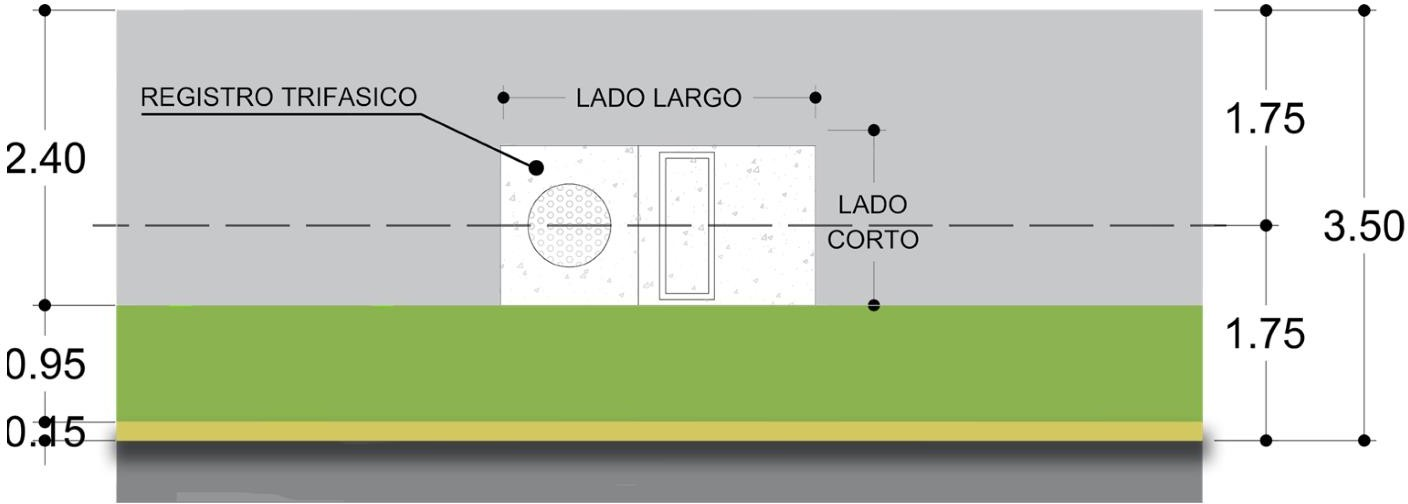 REGISTRO TRIFASICO
LADO LARGO
1.75
2.40
LADO
CORTO
3.50
1.75
0.95
0.15